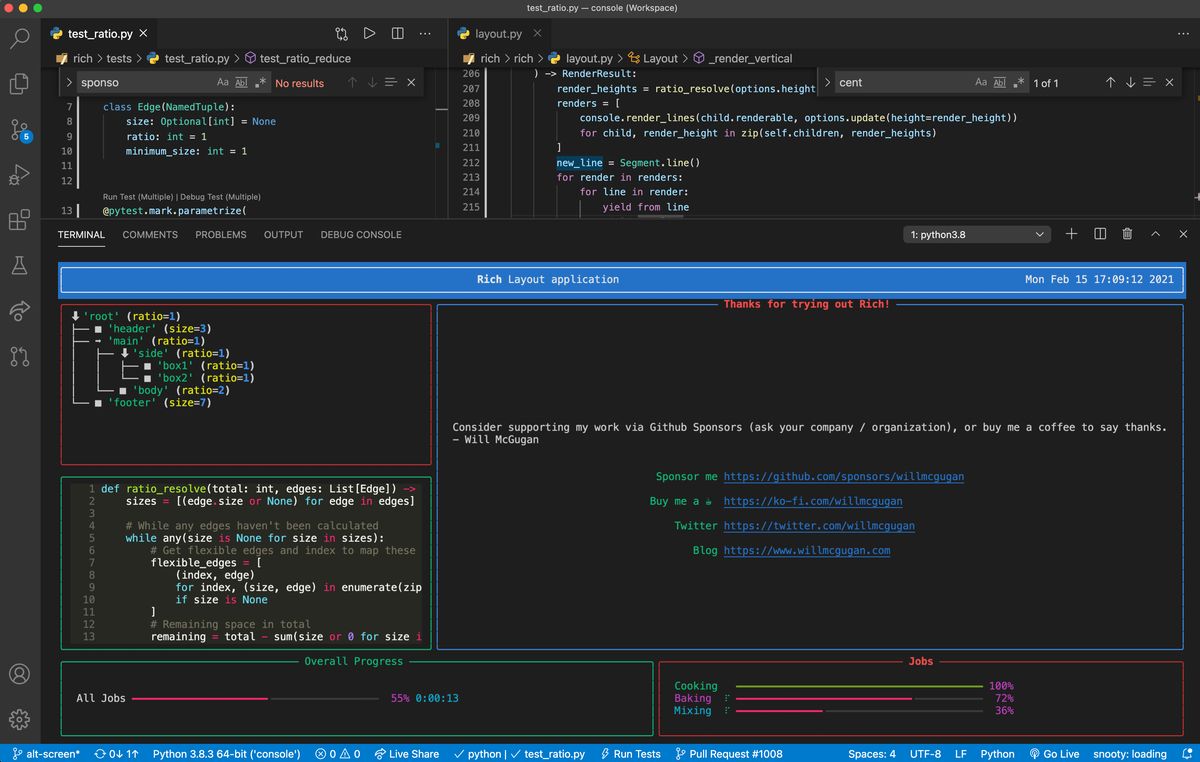 test_ratio.py — console (Workspace)
test_ratio.py
layout.py
rich > tests > test_ratio.py > test_ratio_reduce
rich > rich > layout.py > Layout > _render_vertical
sponso Aa Abl .* No results
cent Aa Abl .* 1 of 1
7 class Edge(NamedTuple):
8 size: Optional[int] = None
9 ratio: int = 1
10 minimum_size: int = 1
11
12
Run Test (Multiple) | Debug Test (Multiple)
13 @pytest.mark.parametrize(
206 ) -> RenderResult:
207 render_heights = ratio_resolve(options.height
208 renders = [
209 console.render_lines(child.renderable, options.update(height=render_height))
210 for child, render_height in zip(self.children, render_heights)
211 ]
212 new_line = Segment.line()
213 for render in renders:
214 for line in render:
215 yield from line
5
TERMINAL COMMENTS PROBLEMS OUTPUT DEBUG CONSOLE
1: python3.8
Rich Layout application Mon Feb 15 17:09:12 2021
'root' (ratio=1)
'header' (size=3)
'main' (ratio=1)
'side' (ratio=1)
'box1' (ratio=1)
'box2' (ratio=1)
'body' (ratio=2)
'footer' (size=7)
Thanks for trying out Rich!
Consider supporting my work via Github Sponsors (ask your company / organization), or buy me a coffee to say thanks.
- Will McGugan
Sponsor me https://github.com/sponsors/willmcgugan
Buy me a ☕ https://ko-fi.com/willmcgugan
Twitter https://twitter.com/willmcgugan
Blog https://www.willmcgugan.com
1 def ratio_resolve(total: int, edges: List[Edge]) ->
2 sizes = [(edge.size or None) for edge in edges]
3
4 # While any edges haven't been calculated
5 while any(size is None for size in sizes):
6 # Get flexible edges and index to map these
7 flexible_edges = [
8 (index, edge)
9 for index, (size, edge) in enumerate(zip
10 if size is None
11 ]
12 # Remaining space in total
13 remaining = total - sum(size or 0 for size i
Overall Progress
All Jobs 55% 0:00:13
Jobs
Cooking 100%
Baking 72%
Mixing 36%
alt-screen* 0↓ 1↑ Python 3.8.3 64-bit ('console') 0 0 Live Share python | test_ratio.py Run Tests Pull Request #1008 Spaces: 4 UTF-8 LF Python Go Live snooty: loading